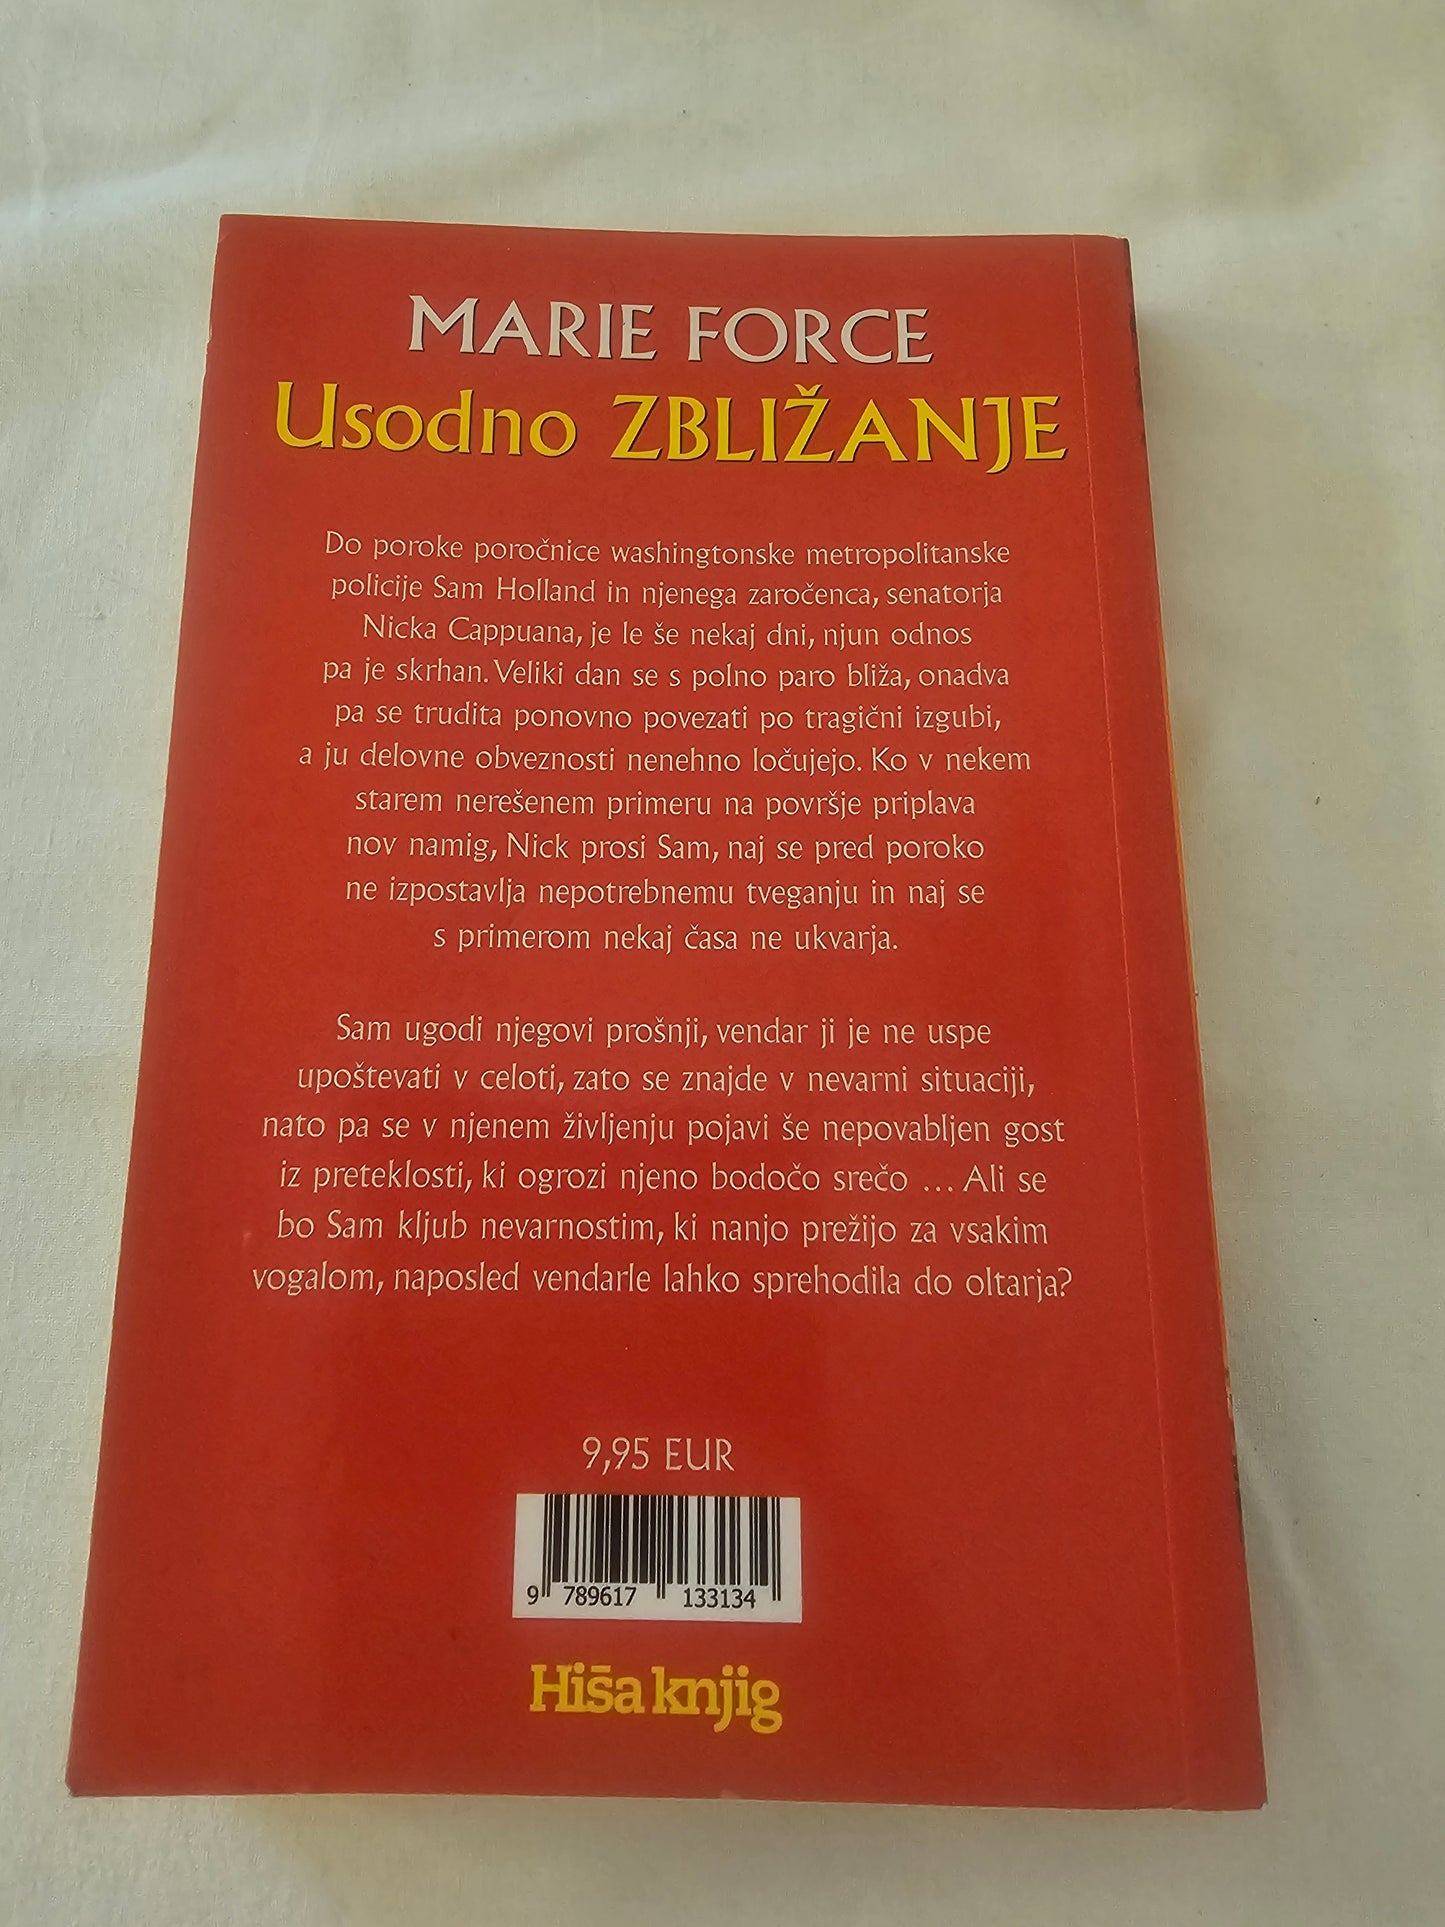 MARIE FORCE
Usodno ZBLIŽANJE
Do poroke poročnice washingtonske metropolitanske
policije Sam Holland in njenega zaročenca, senatorja
Nicka Cappuana, je le še nekaj dni, njun odnos
pa je skrhan. Veliki dan se s polno paro bliža, onadva
pa se trudita ponovno povezati po tragični izgubi,
a ju delovne obveznosti nenehno ločujejo. Ko v nekem
starem nerešenem primeru na površje priplava
nov namig, Nick prosi Sam, naj se pred poroko
ne izpostavlja nepotrebnemu tveganju in naj se
s primerom nekaj časa ne ukvarja.
Sam ugodi njegovi prošnji, vendar ji je ne uspe
upoštevati v celoti, zato se znajde v nevarni situaciji,
nato pa se v njenem življenju pojavi še nepovabljen gost
iz preteklosti, ki ogrozi njeno bodočo srečo ... Ali se
bo Sam kljub nevarnostim, ki nanjo prežijo za vsakim
vogalom, naposled vendarle lahko sprehodila do oltarja?
9,95 EUR
9 789617 133134
Hiša knjig